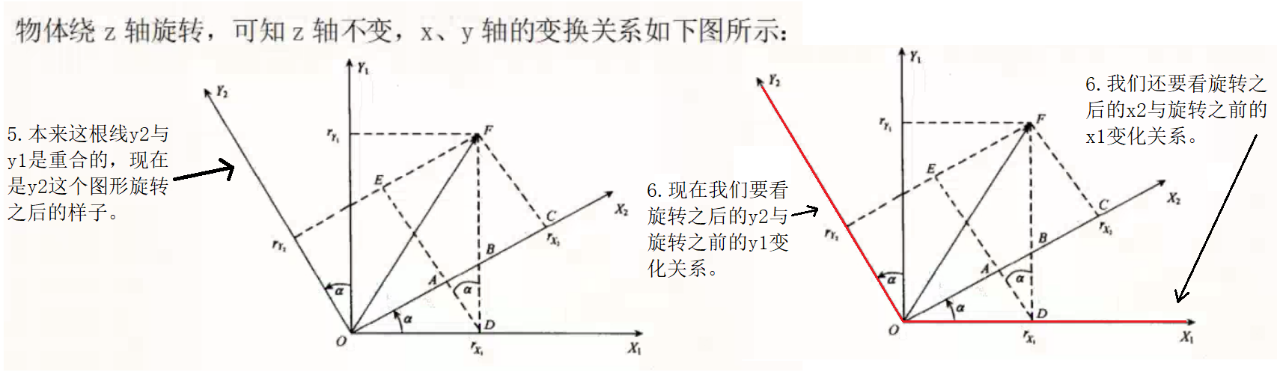 物体绕 z 轴旋转，可知 z 轴不变，x、y 轴的变换关系如下图所示：
5.本来这根线y2与
y1是重合的，现在
是y2这个图形旋转
之后的样子。
Y₂
Y₁
r_Y₁
F
E
X₂
C
r_Y₂
B
r_X₂
A
α
α
α
D
O
r_X₁
X₁
6.现在我们要看
旋转之后的y2与
旋转之前的y1变
化关系。
Y₂
Y₁
r_Y₁
F
E
X₂
C
r_Y₂
B
r_X₂
A
α
α
α
D
O
r_X₁
X₁
6.我们还要看旋转之
后的x2与旋转之前的
x1变化关系。